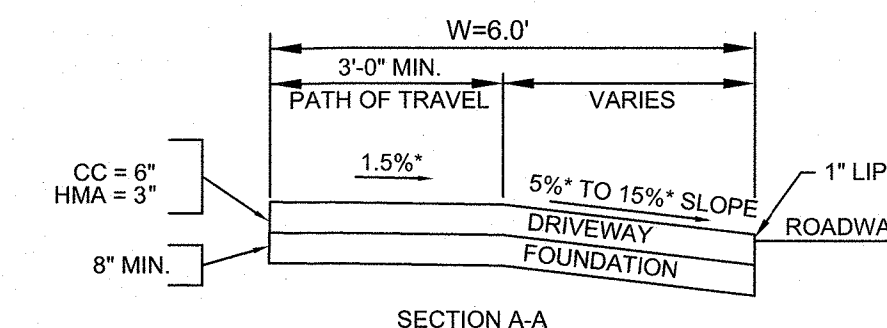 W=6.0'
3'-0" MIN.
PATH OF TRAVEL
VARIES
1.5%*
CC = 6"
HMA = 3"
5%* TO 15%* SLOPE
1" LIP
DRIVEWAY
ROADWA
FOUNDATION
8" MIN.
SECTION A-A